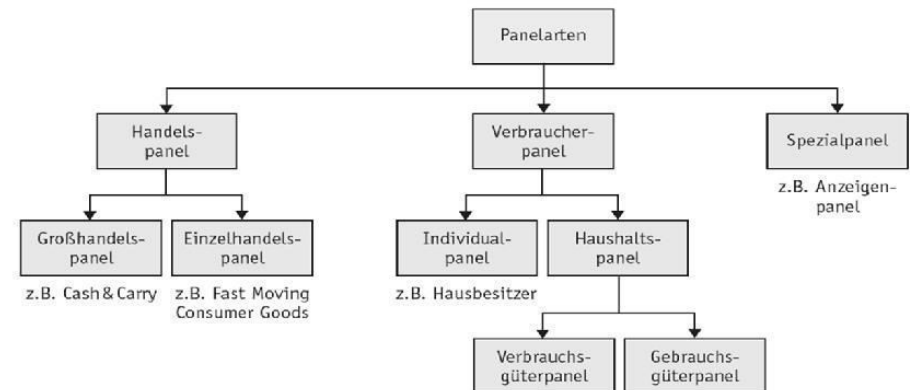 Panelarten
Handels-
panel
Verbraucher-
panel
Spezialpanel
z.B. Anzeigen-
panel
Großhandels-
panel
Einzelhandels-
panel
Individual-
panel
Haushalts-
panel
z.B. Cash & Carry
z.B. Fast Moving
Consumer Goods
z.B. Hausbesitzer
Verbrauchs-
güterpanel
Gebrauchs-
güterpanel